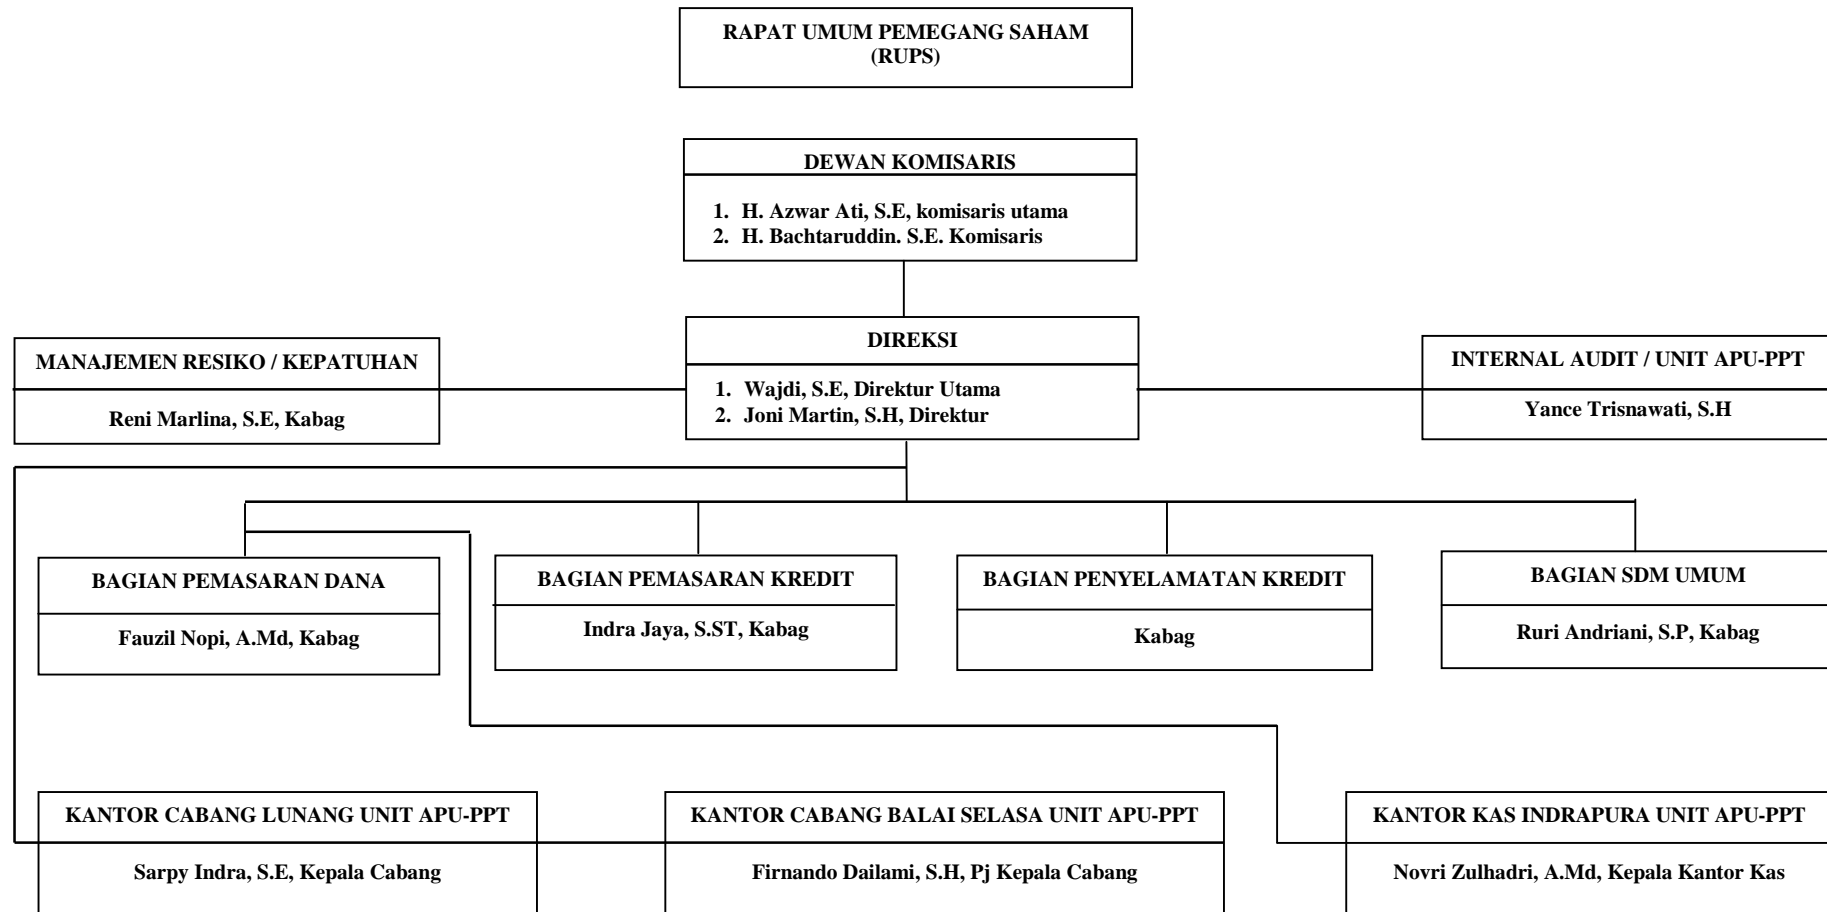 RAPAT UMUM PEMEGANG SAHAM
(RUPS)
DEWAN KOMISARIS
1. H. Azwar Ati, S.E, komisaris utama
2. H. Bachtaruddin. S.E. Komisaris
DIREKSI
1. Wajdi, S.E, Direktur Utama
2. Joni Martin, S.H, Direktur
MANAJEMEN RESIKO / KEPATUHAN
Reni Marlina, S.E, Kabag
INTERNAL AUDIT / UNIT APU-PPT
Yance Trisnawati, S.H
BAGIAN PEMASARAN DANA
Fauzil Nopi, A.Md, Kabag
BAGIAN PEMASARAN KREDIT
Indra Jaya, S.ST, Kabag
BAGIAN PENYELAMATAN KREDIT
Kabag
BAGIAN SDM UMUM
Ruri Andriani, S.P, Kabag
KANTOR CABANG LUNANG UNIT APU-PPT
Sarpy Indra, S.E, Kepala Cabang
KANTOR CABANG BALAI SELASA UNIT APU-PPT
Firnando Dailami, S.H, Pj Kepala Cabang
KANTOR KAS INDRAPURA UNIT APU-PPT
Novri Zulhadri, A.Md, Kepala Kantor Kas